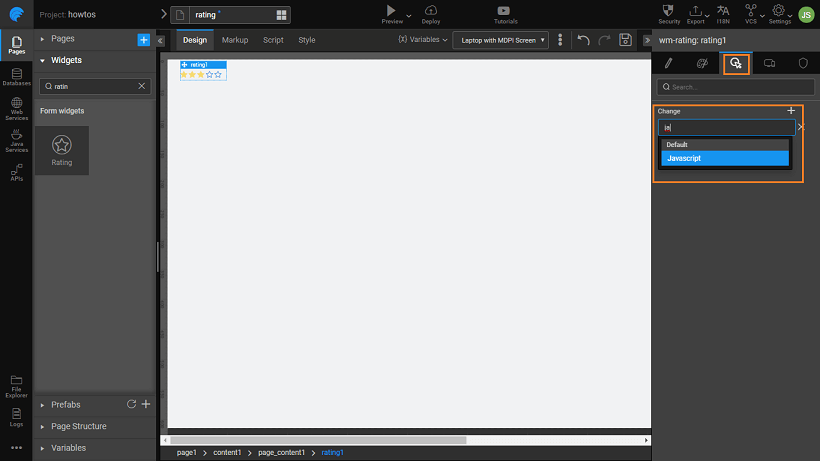 Project: howtos
rating *
Preview
Deploy
Tutorials
Security
Export
I18N
VCS
Settings
JS
Pages
Databases
Web
Services
Java
Services
APIs
File
Explorer
Logs
Pages
Widgets
ratin
Form widgets
Rating
Prefabs
Page Structure
Variables
Design
Markup
Script
Style
(x) Variables
Laptop with MDPI Screen
rating1
page1 > content1 > page_content1 > rating1
wm-rating: rating1
Search...
Change
Default
Javascript